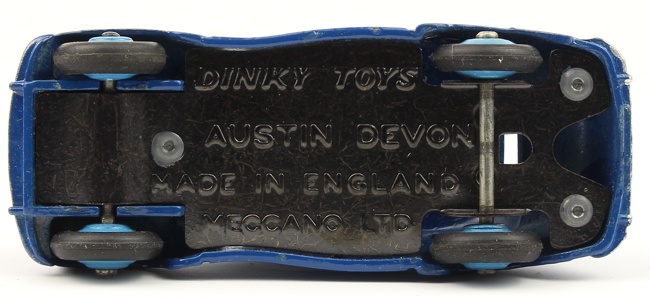 DINKY TOYS
AUSTIN DEVON
MADE IN ENGLAND
MECCANO LTD